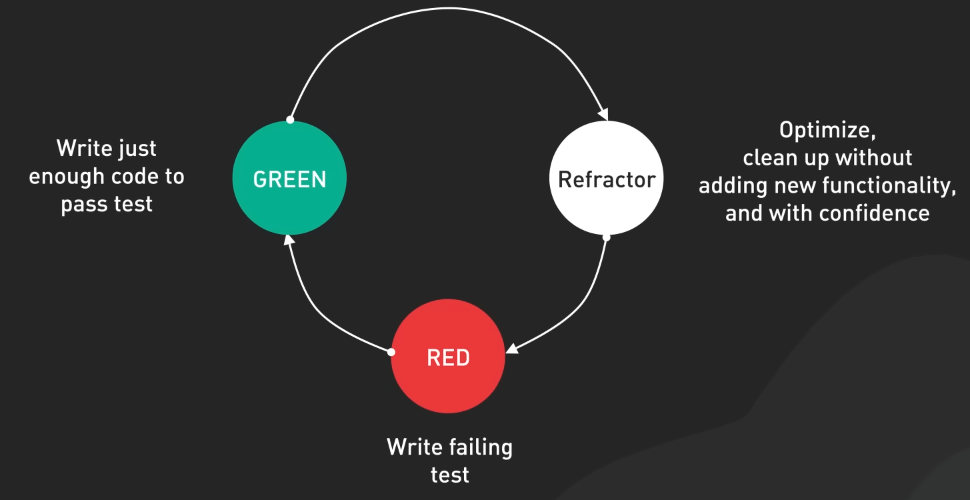 Write just
enough code to
pass test
GREEN
Refractor
Optimize,
clean up without
adding new functionality,
and with confidence
RED
Write failing
test